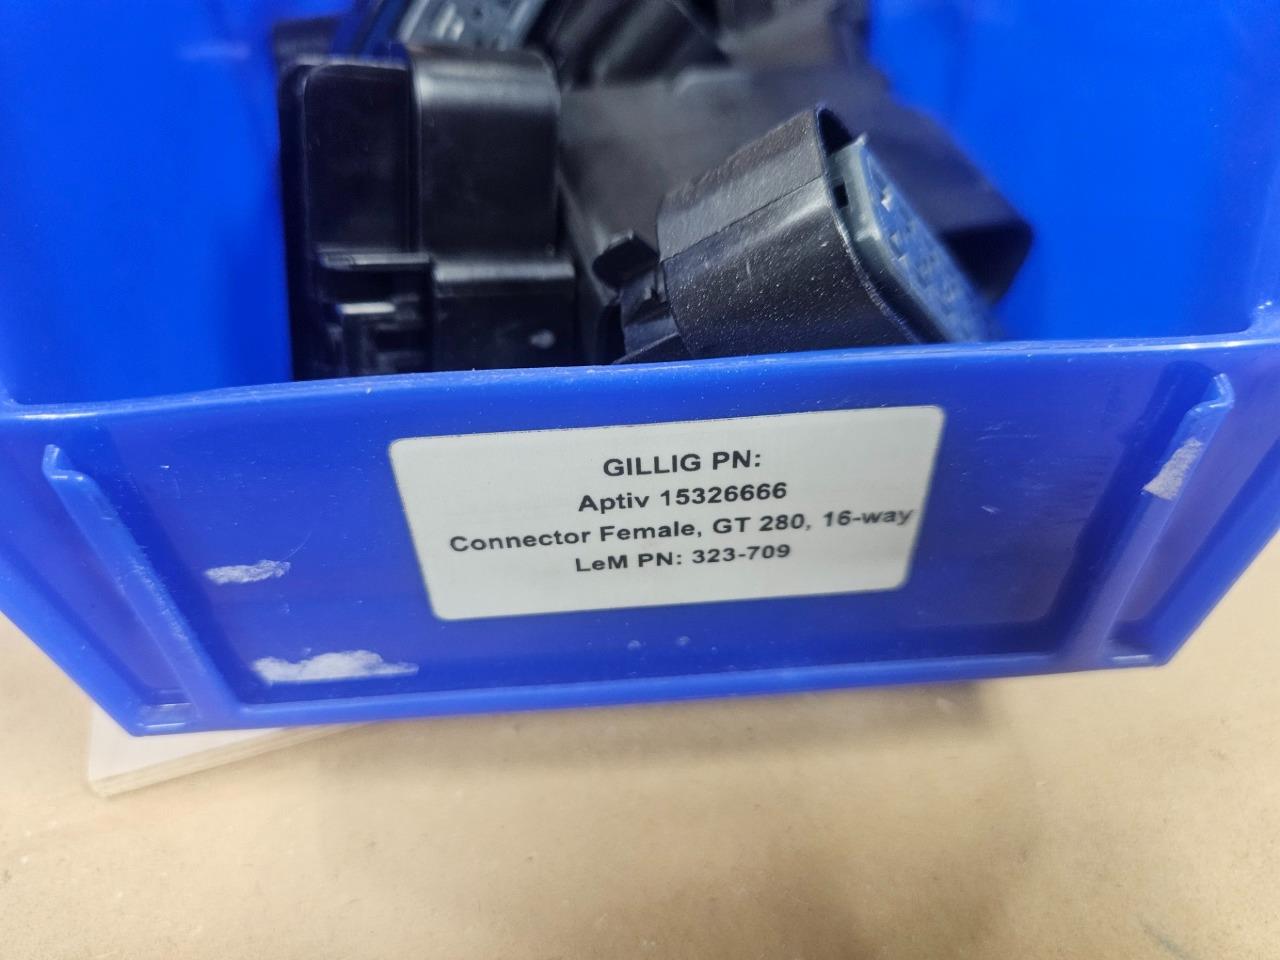 GILLIG PN:
Aptiv 15326666
Connector Female, GT 280, 16-way
LeM PN: 323-709